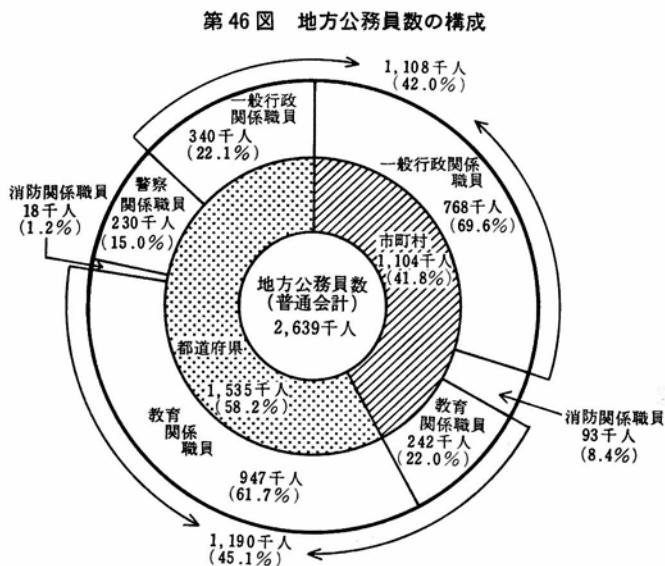 第46図 地方公務員数の構成
1,108千人
(42.0%)
一般行政
関係職員
340千人
(22.1%)
一般行政関係
職員
768千人
(69.6%)
消防関係職員
18千人
(1.2%)
警察
関係職員
230千人
(15.0%)
市町村
1,104千人
(41.8%)
地方公務員数
(普通会計)
2,639千人
都道府県
1,535千人
(58.2%)
教育
関係
職員
947千人
(61.7%)
教育
関係職員
242千人
(22.0%)
消防関係職員
93千人
(8.4%)
1,190千人
(45.1%)